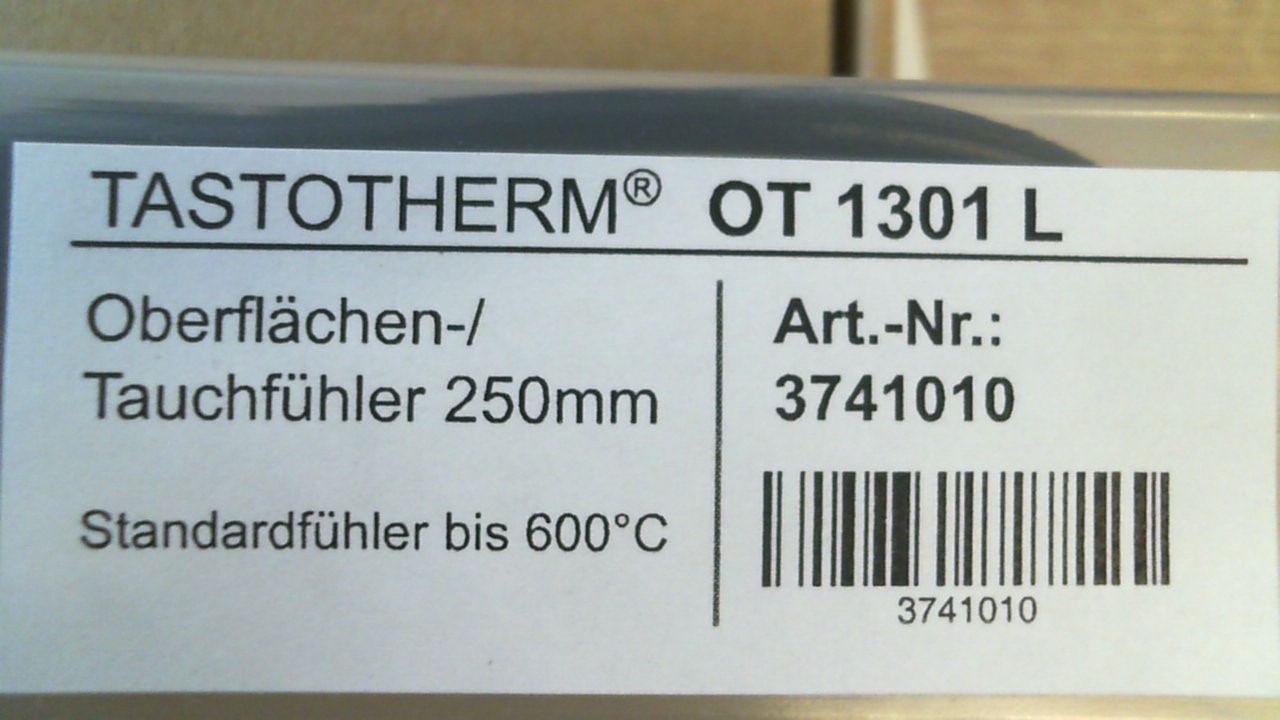 TASTOTHERM® OT 1301 L
Oberflächen-/
Tauchfühler 250mm
Standardfühler bis 600°C
Art.-Nr.:
3741010
3741010